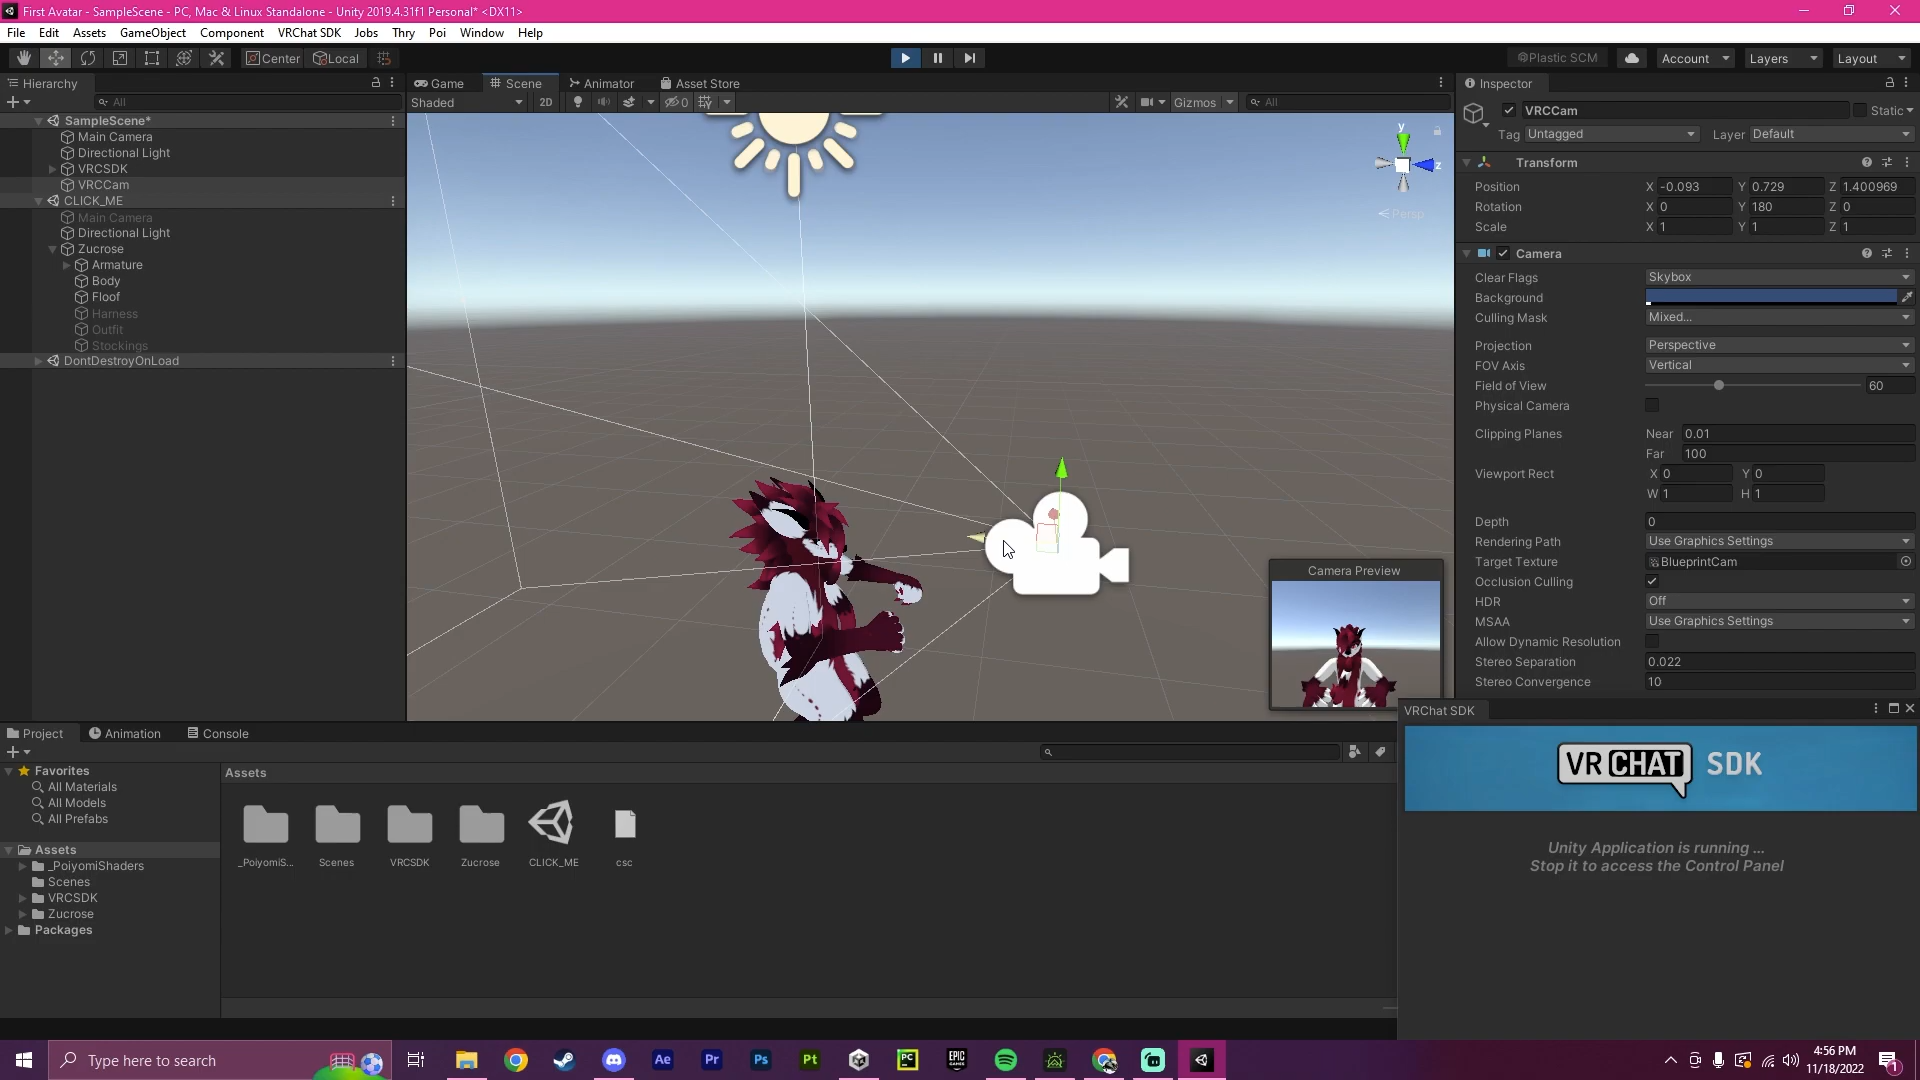 First Avatar - SampleScene - PC, Mac & Linux Standalone - Unity 2019.4.31f1 Personal* <DX11>
File Edit Assets GameObject Component VRChat SDK Jobs Thry Poi Window Help
Center Local Plastic SCM Account Layers Layout
Hierarchy
All
SampleScene*
Main Camera
Directional Light
VRCSDK
VRCCam
CLICK_ME
Main Camera
Directional Light
Zucrose
Armature
Body
Floof
Harness
Outfit
Stockings
DontDestroyOnLoad
Game Scene Animator Asset Store
Shaded 2D 0 Gizmos All
y
z
Persp
Camera Preview
Inspector
VRCCam Static
Tag Untagged Layer Default
Transform
Position X -0.093 Y 0.729 Z 1.400969
Rotation X 0 Y 180 Z 0
Scale X 1 Y 1 Z 1
Camera
Clear Flags Skybox
Background
Culling Mask Mixed...
Projection Perspective
FOV Axis Vertical
Field of View 60
Physical Camera
Clipping Planes Near 0.01
Far 100
Viewport Rect X 0 Y 0
W 1 H 1
Depth 0
Rendering Path Use Graphics Settings
Target Texture BlueprintCam
Occlusion Culling
HDR Off
MSAA Use Graphics Settings
Allow Dynamic Resolution
Stereo Separation 0.022
Stereo Convergence 10
VRChat SDK
VR CHAT SDK
Unity Application is running ...
Stop it to access the Control Panel
Project Animation Console
Favorites
All Materials
All Models
All Prefabs
Assets
_PoiyomiShaders
Scenes
VRCSDK
Zucrose
Packages
Assets
_PoiyomiS... Scenes VRCSDK Zucrose CLICK_ME csc
Type here to search
Ae Pr Ps Pt PC EPIC GAMES
4:56 PM
11/18/2022
1